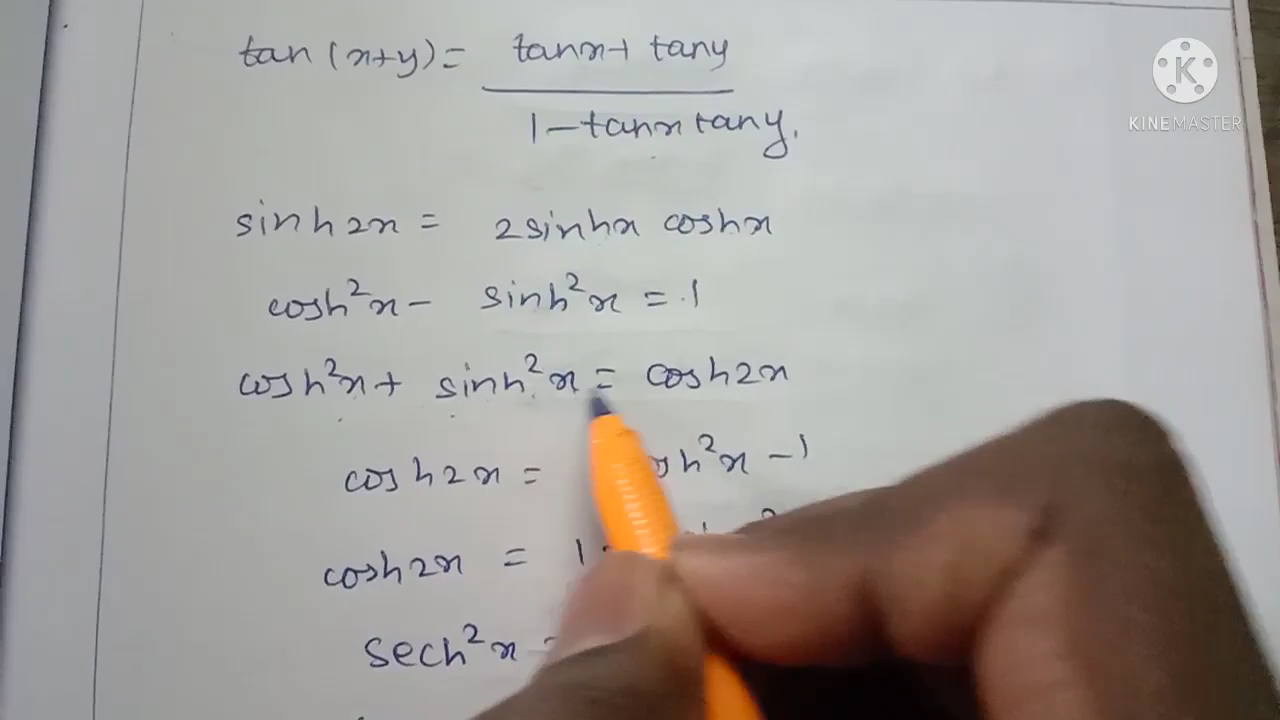 tan (x+y) = tanx + tany
1 - tanx tany.
sinh2x = 2sinhx coshx
cosh²x - sinh²x = 1
cosh²x + sinh²x = cosh2x
cosh2x = osh²x - 1
cosh2x = 1
sech²x
K
KINEMASTER